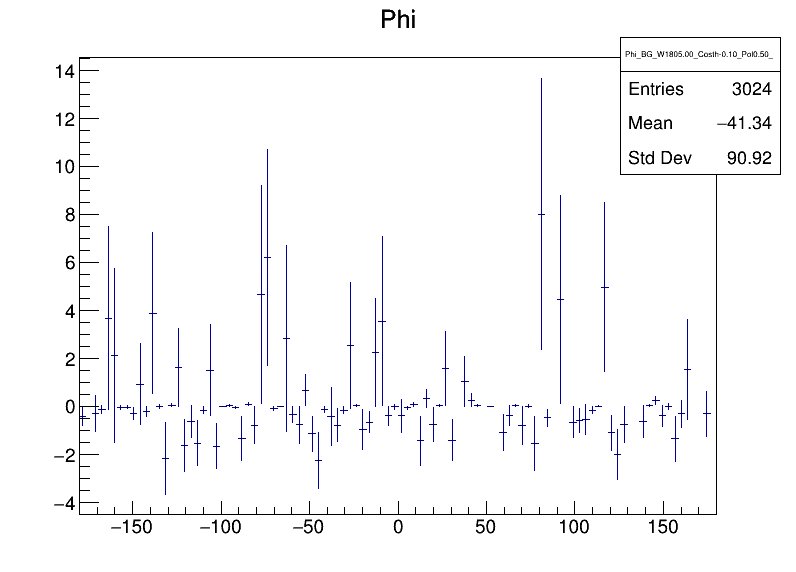 Phi
Phi_BG_W1805.00_Costh-0.10_Pol0.50_
Entries 3024
Mean −41.34
Std Dev 90.92
14
12
10
8
6
4
2
0
−2
−4
−150 −100 −50 0 50 100 150